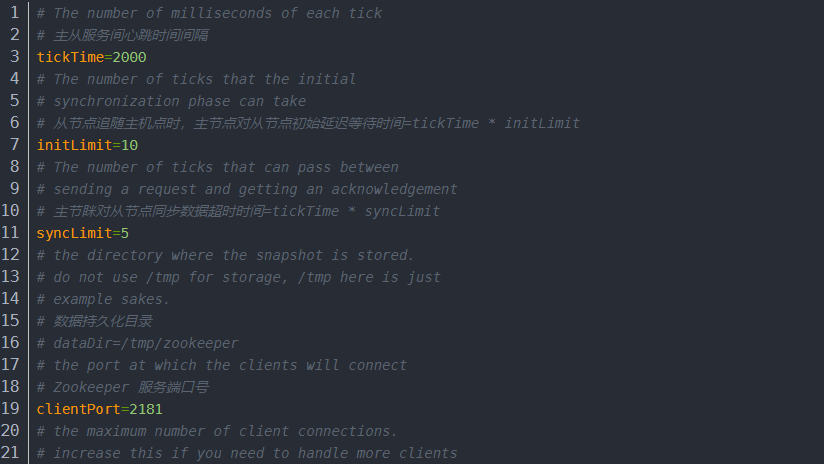 1 # The number of milliseconds of each tick
2 # 主从服务间心跳时间间隔
3 tickTime=2000
4 # The number of ticks that the initial
5 # synchronization phase can take
6 # 从节点追随主机点时，主节点对从节点初始延迟等待时间=tickTime * initLimit
7 initLimit=10
8 # The number of ticks that can pass between
9 # sending a request and getting an acknowledgement
10 # 主节眯对从节点同步数据超时时间=tickTime * syncLimit
11 syncLimit=5
12 # the directory where the snapshot is stored.
13 # do not use /tmp for storage, /tmp here is just
14 # example sakes.
15 # 数据持久化目录
16 # dataDir=/tmp/zookeeper
17 # the port at which the clients will connect
18 # Zookeeper 服务端口号
19 clientPort=2181
20 # the maximum number of client connections.
21 # increase this if you need to handle more clients